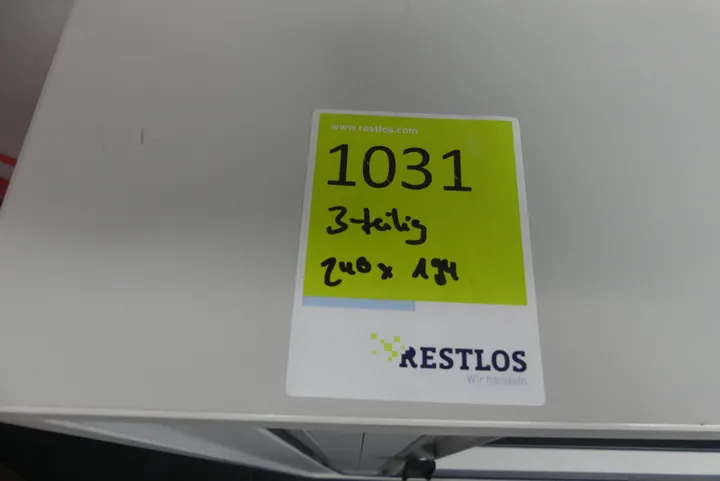 www.restlos.com
1031
3-teilig
240 x 194
RESTLOS
Wir handeln.